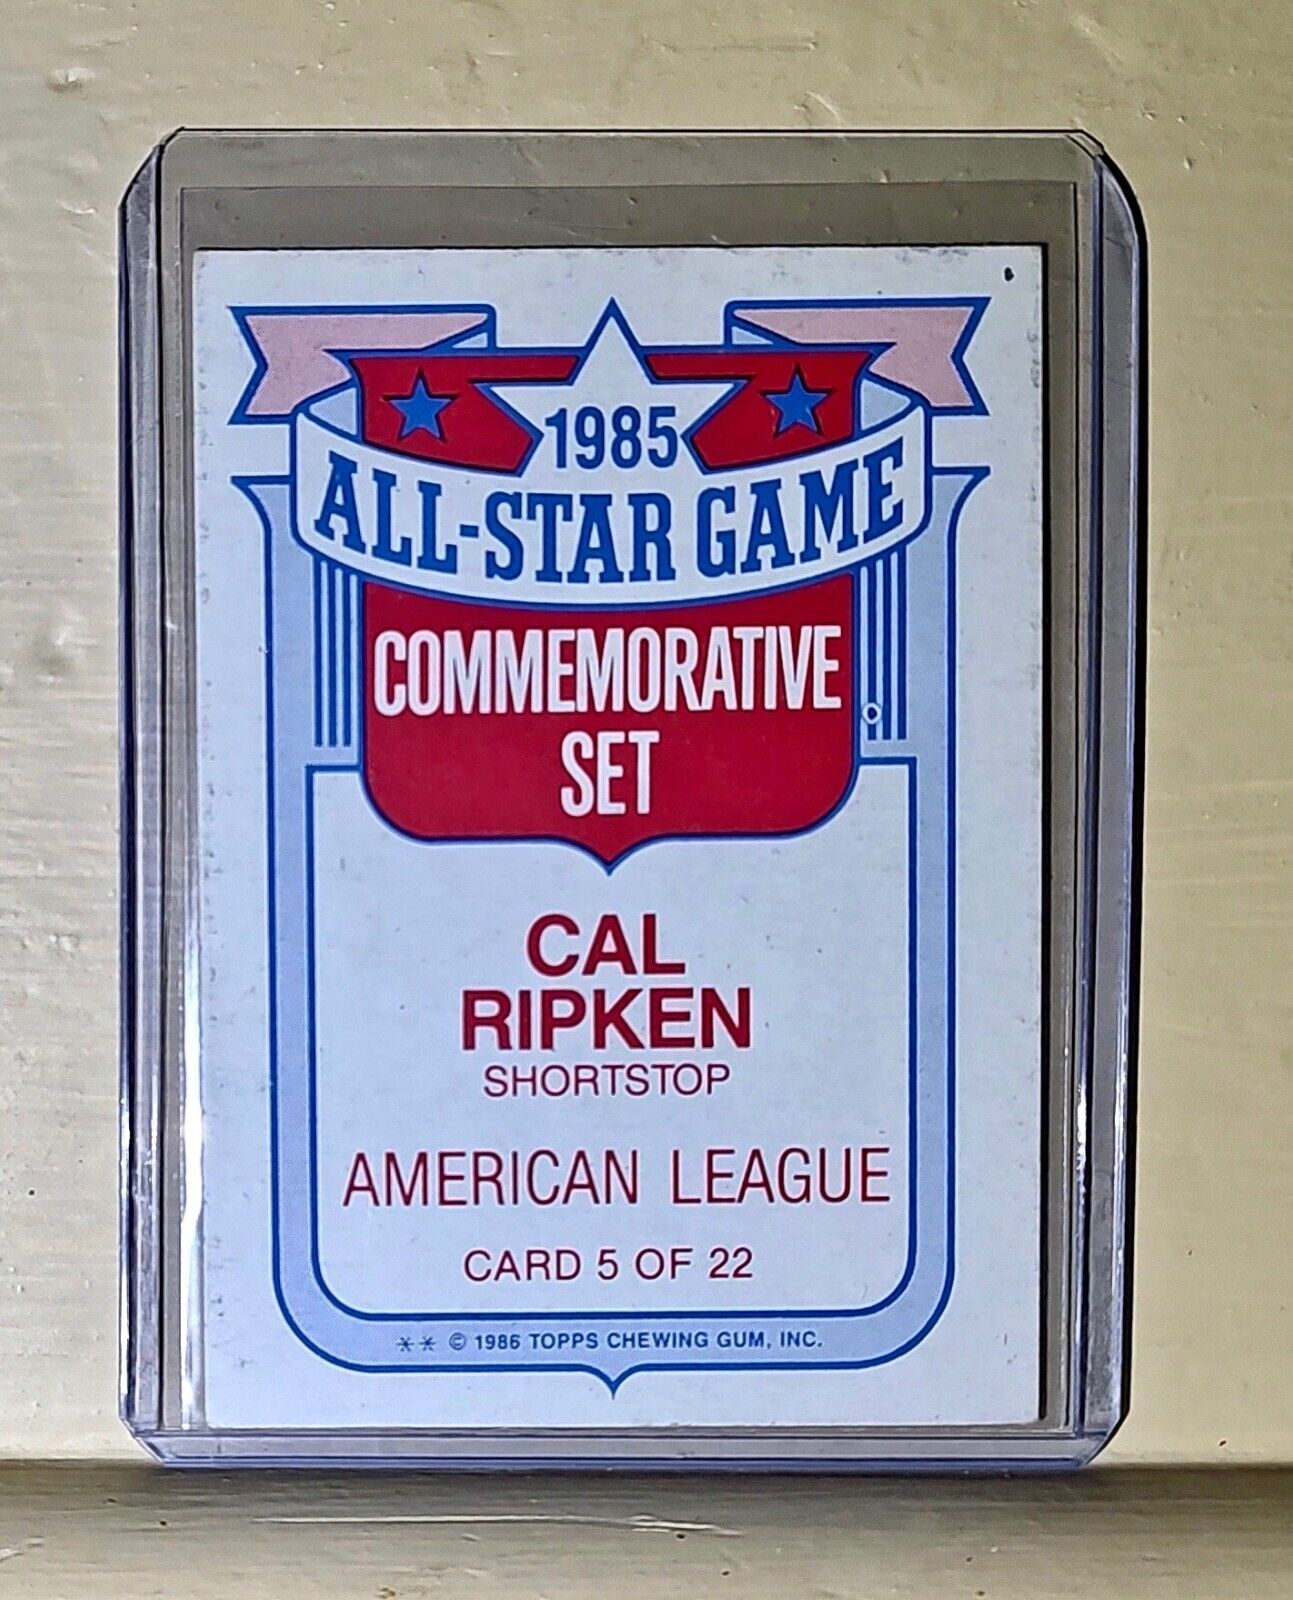 1985
ALL-STAR GAME
COMMEMORATIVE
SET
CAL
RIPKEN
SHORTSTOP
AMERICAN LEAGUE
CARD 5 OF 22
** © 1986 TOPPS CHEWING GUM, INC.